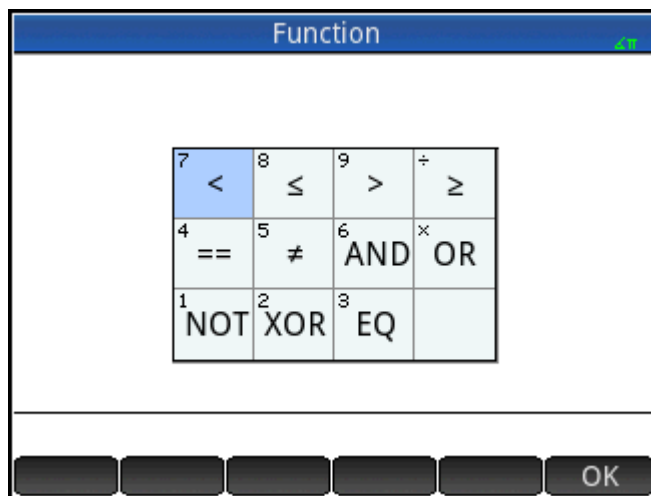 Function
∡π
7 < 8 ≤ 9 > ÷ ≥
4 == 5 ≠ 6 AND × OR
1 NOT 2 XOR 3 EQ
OK